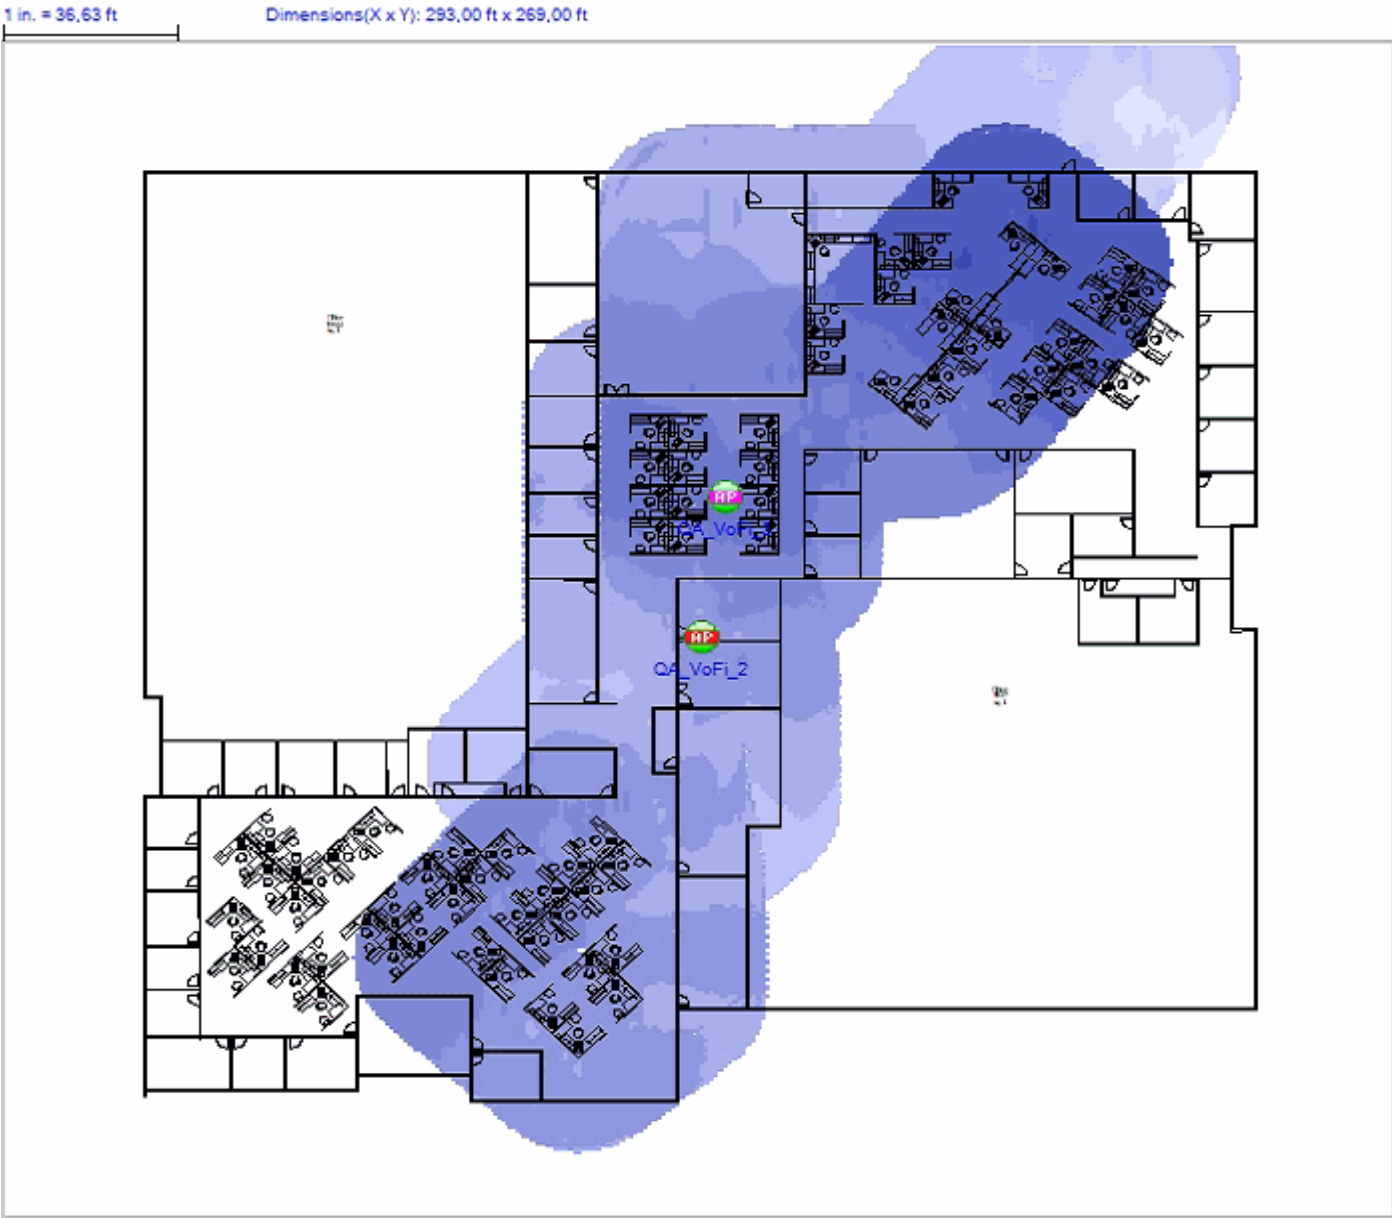 1 in. = 36,63 ft
Dimensions(X x Y): 293,00 ft x 269,00 ft
AP
AP
QA_VoFi_2